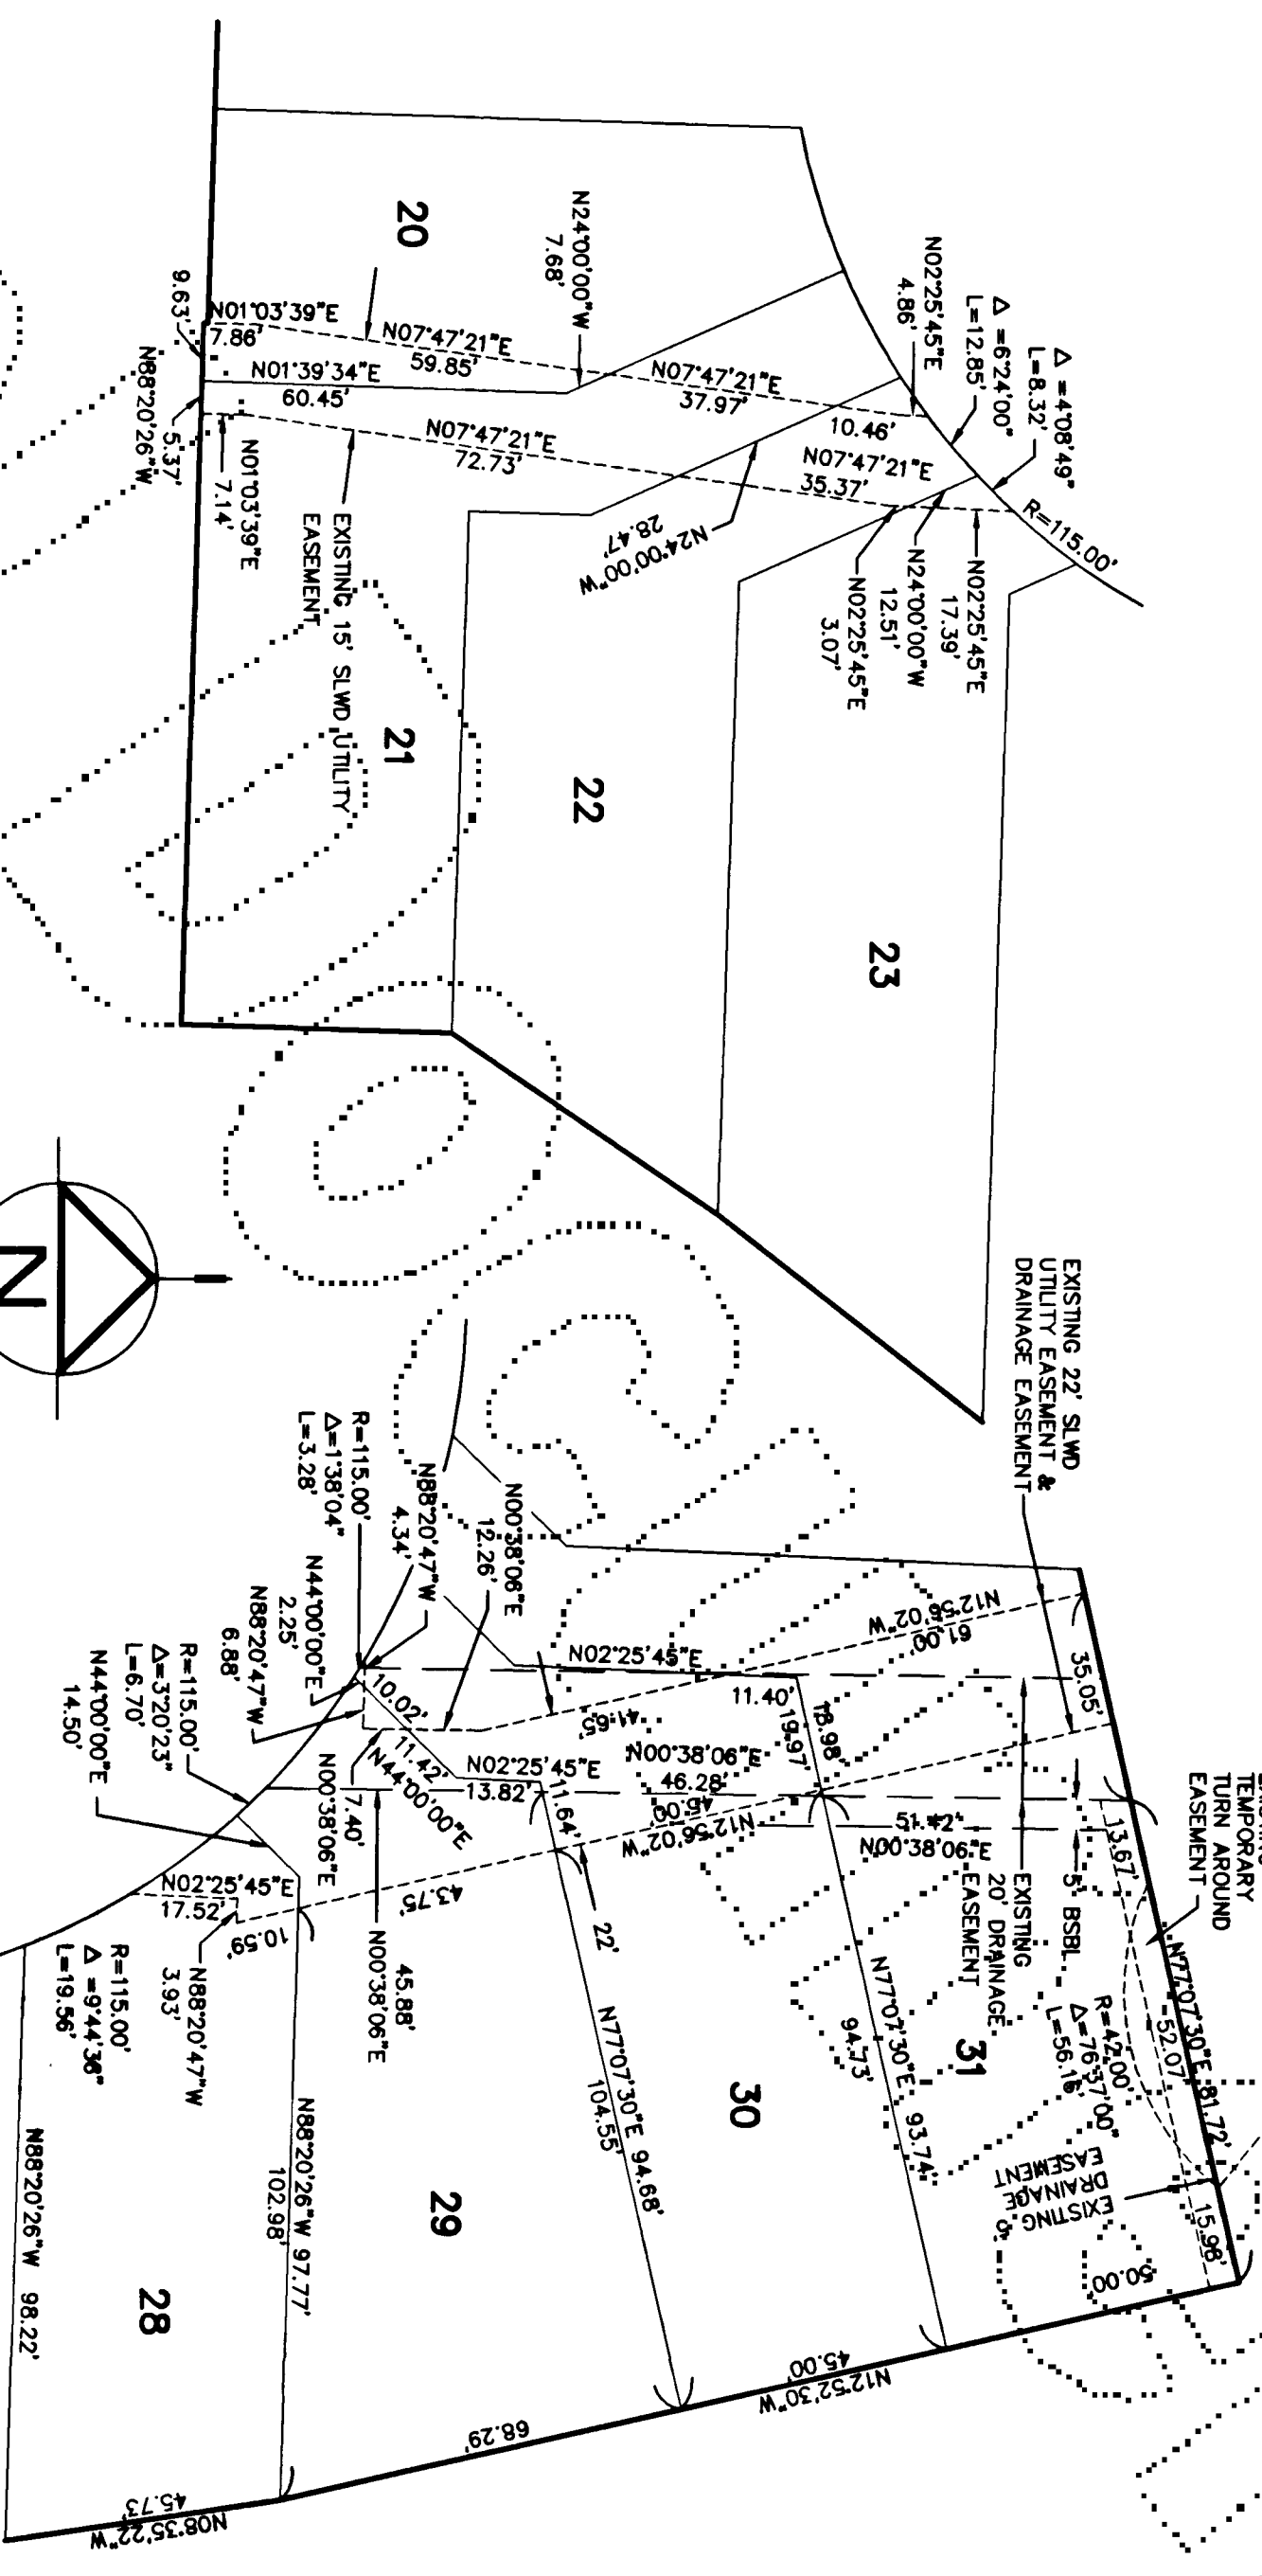 20
21
22
23
N24°00'00"W
7.68'
N02°25'45"E
4.86'
Δ =6°24'00"
L=12.85'
Δ =4°08'49"
L=8.32'
R=115.00'
9.63'
N01°03'39"E
7.86'
N07°47'21"E
59.85'
N01°39'34"E
60.45'
N07°47'21"E
37.97'
10.46'
N07°47'21"E
35.37'
N07°47'21"E
72.73'
5.37'
N88°20'26"W
N01°03'39"E
7.14'
EXISTING 15' SLWD UTILITY
EASEMENT
N24°00'00"W
28.47'
N02°25'45"E
17.39'
N24°00'00"W
12.51'
N02°25'45"E
3.07'
N
EXISTING 22' SLWD
UTILITY EASEMENT &
DRAINAGE EASEMENT
R=115.00'
Δ=1°38'04"
L=3.28'
N88°20'47"W
4.34'
N00°38'06"E
12.26'
N44°00'00"E
2.25'
N88°20'47"W
6.88'
R=115.00'
Δ=3°20'23"
L=6.70'
N44°00'00"E
14.50'
N12°56'02"W
61.00'
N02°25'45"E
11.40'
35.05'
10.02'
41.65'
19.97'
18.98'
11.42'
N44°00'00"E
7.40'
N00°38'06"E
N02°25'45"E
13.82'
11.64'
N00°38'06"E
46.28'
45.00'
N12°56'02"W
51.42'
N00°38'06"E
TEMPORARY
TURN AROUND
EASEMENT
13.67'
5' BSBL
EXISTING
20' DRAINAGE
EASEMENT
N02°25'45"E
17.52'
10.59'
43.75'
22'
45.88'
N00°38'06"E
N88°20'47"W
3.93'
R=115.00'
Δ =9°44'36"
L=19.56'
N77°07'30"E 81.72'
52.07
R=42.00'
Δ=76°37'00"
L=56.16'
15.98'
EXISTING
DRAINAGE
EASEMENT
31
N77°07'30"E 93.74'
94.73'
30
N77°07'30"E 94.68'
104.55'
29
N88°20'26"W 97.77'
102.98'
28
N88°20'26"W 98.22'
50.00'
45.00'
N12°52'30"W
68.29'
45.73'
N08°35'22"W